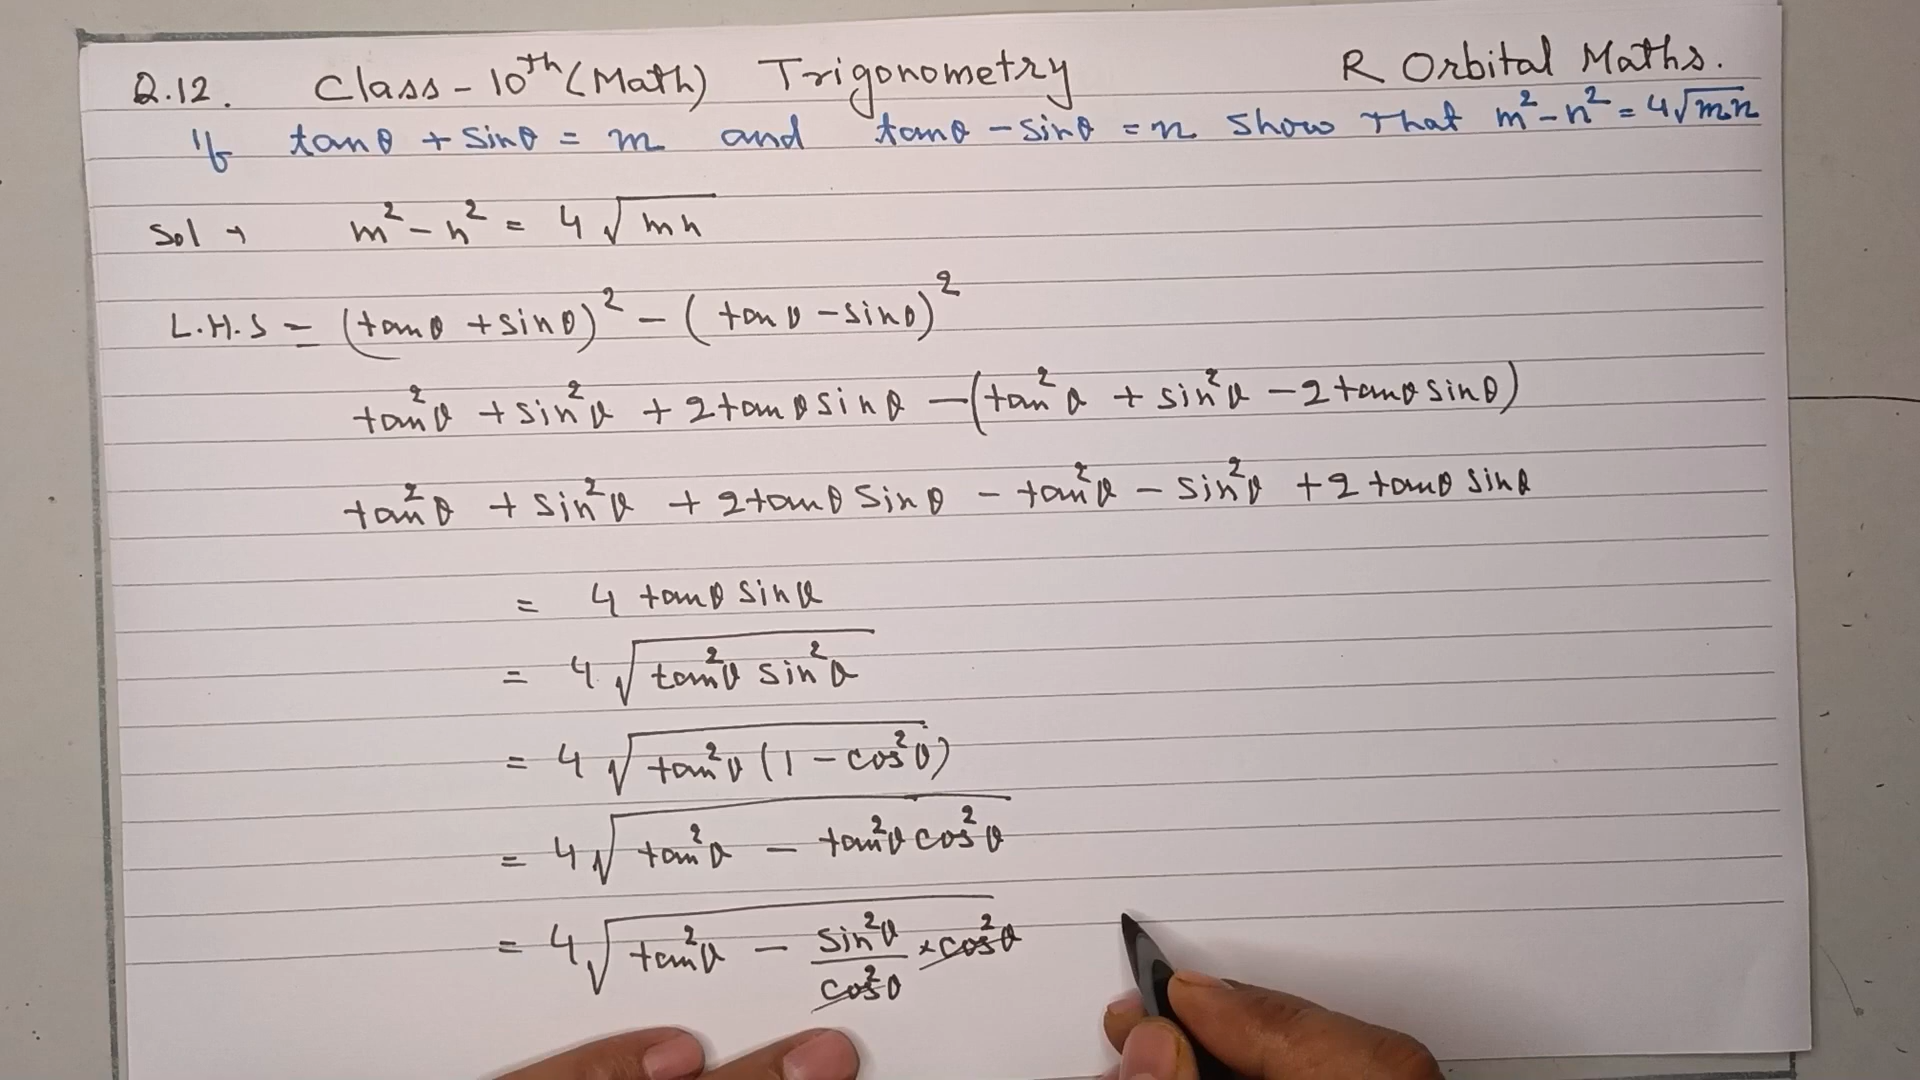 Q.12. Class-10th (Math) Trigonometry R Orbital Maths.
If tanθ + sinθ = m and tanθ - sinθ = n show that m² - n² = 4√mn
Sol → m² - n² = 4√mn
L.H.S = (tanθ + sinθ)² - (tanθ - sinθ)²
tan²θ + sin²θ + 2tanθ sinθ - (tan²θ + sin²θ - 2tanθ sinθ)
tan²θ + sin²θ + 2tanθ sinθ - tan²θ - sin²θ + 2tanθ sinθ
= 4 tanθ sinθ
= 4√(tan²θ sin²θ)
= 4√(tan²θ (1 - cos²θ))
= 4√(tan²θ - tan²θ cos²θ)
= 4√(tan²θ - sin²θ/cos²θ × cos²θ)